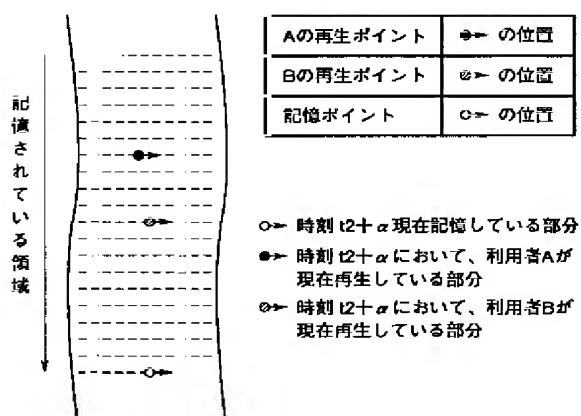 Aの再生ポイント ●➤ の位置
Bの再生ポイント ⊘➤ の位置
記憶ポイント ○➤ の位置
記憶されている領域
○➤ 時刻 t2＋α現在記憶している部分
●➤ 時刻 t2＋αにおいて、利用者Aが
現在再生している部分
⊘➤ 時刻 t2＋αにおいて、利用者Bが
現在再生している部分